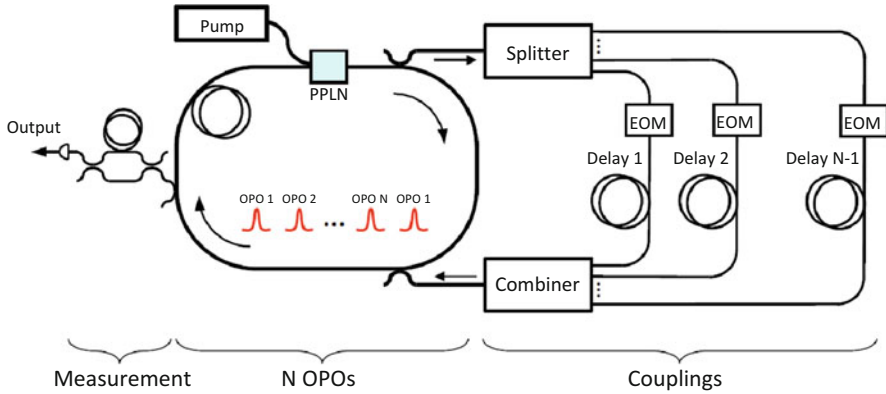 Pump
Splitter
PPLN
EOM
EOM
EOM
Output
Delay 1
Delay 2
Delay N-1
OPO 1
OPO 2
OPO N
OPO 1
Combiner
Measurement
N OPOs
Couplings